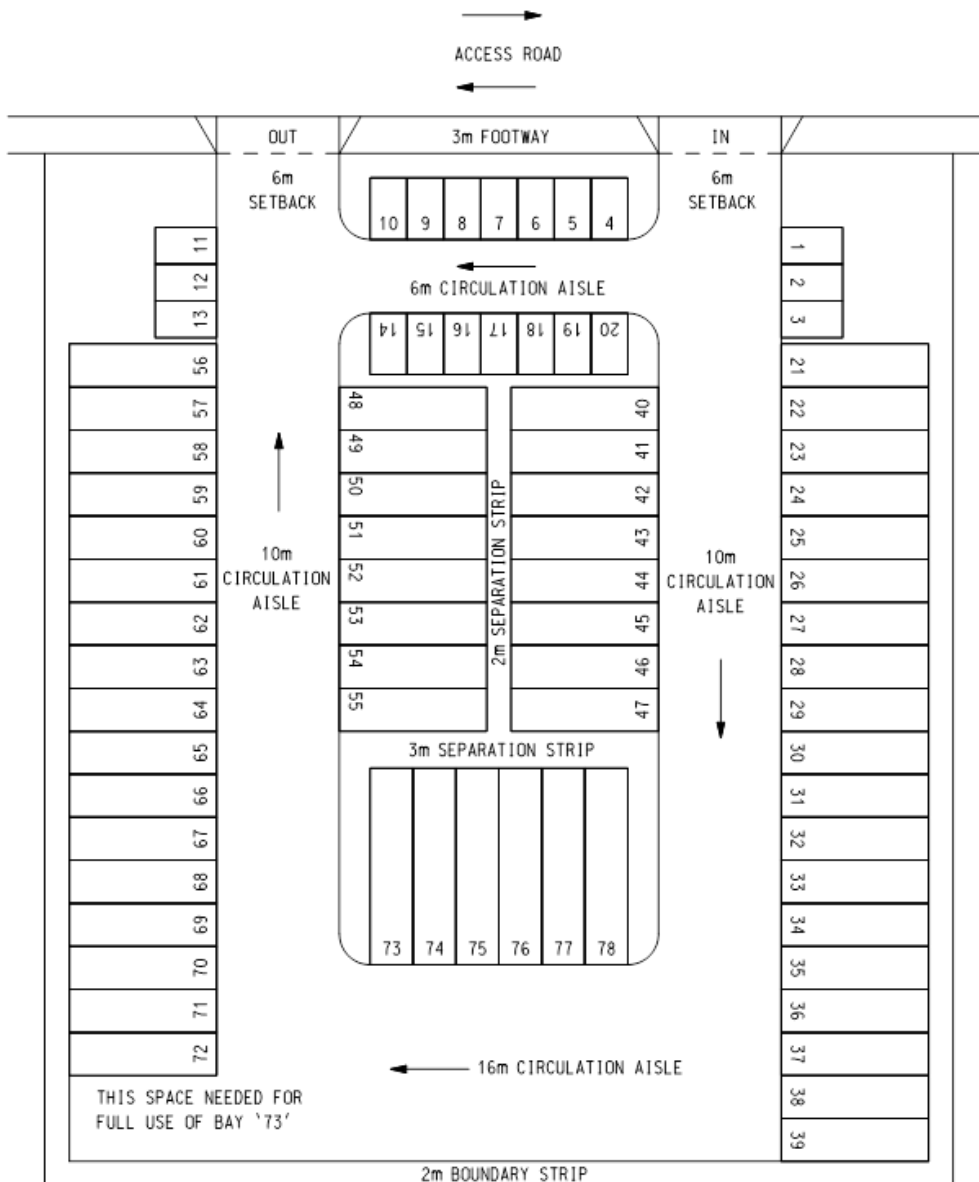 ACCESS ROAD
OUT
3m FOOTWAY
IN
6m
SETBACK
6m
SETBACK
10 9 8 7 6 5 4
11
12
13
1
2
3
6m CIRCULATION AISLE
14 15 16 17 18 19 20
56
57
58
59
60
61
62
63
64
65
66
67
68
69
70
71
72
10m
CIRCULATION
AISLE
48
49
50
51
52
53
54
55
2m SEPARATION STRIP
40
41
42
43
44
45
46
47
10m
CIRCULATION
AISLE
21
22
23
24
25
26
27
28
29
30
31
32
33
34
35
36
37
38
39
3m SEPARATION STRIP
73 74 75 76 77 78
16m CIRCULATION AISLE
THIS SPACE NEEDED FOR
FULL USE OF BAY '73'
2m BOUNDARY STRIP